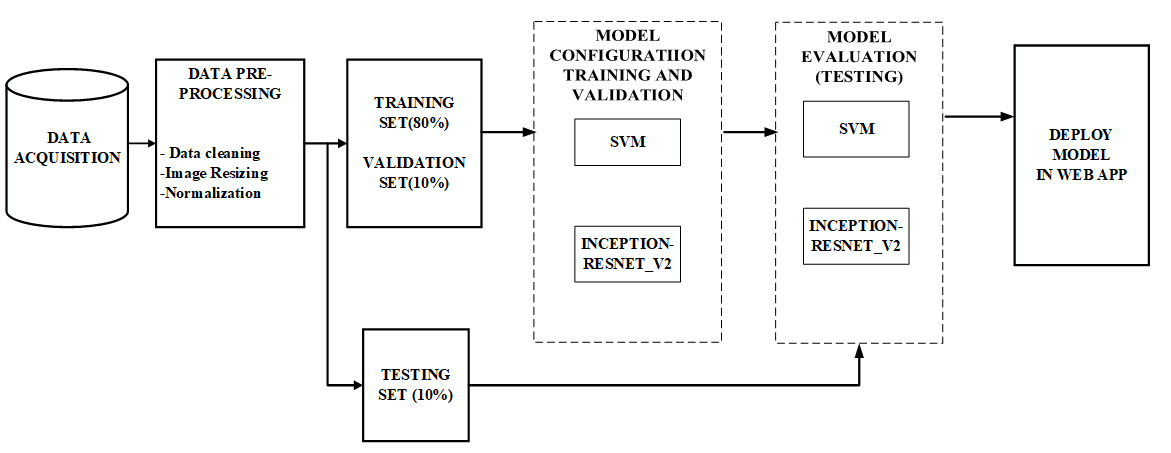 DATA
ACQUISITION
DATA PRE-
PROCESSING
- Data cleaning
-Image Resizing
-Normalization
TRAINING
SET(80%)
VALIDATION
SET(10%)
TESTING
SET (10%)
MODEL
CONFIGURATIION
TRAINING AND
VALIDATION
SVM
INCEPTION-
RESNET_V2
MODEL
EVALUATION
(TESTING)
SVM
INCEPTION-
RESNET_V2
DEPLOY
MODEL
IN WEB APP